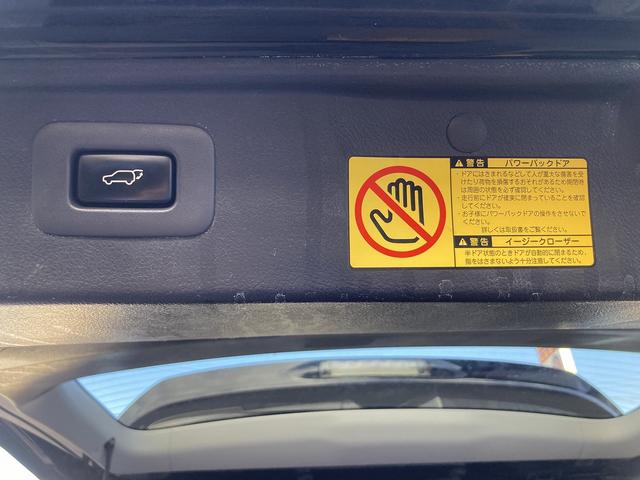 警告 パワーバックドア
・ドアにはさまれるなどして人が重大な傷害を受
けたり荷物を損傷するおそれがあるため開閉時
は周囲の状態を必ず確認してください。
・走行前にドアが確実に閉まっていることを確認
してください。
・お子様にパワーバックドアの操作をさせないで
ください。
詳しくは取扱書をご覧ください。
警告 イージークローザー
半ドア状態のときドアが自動的に閉まるため、
指をはさまないよう十分注意してください。